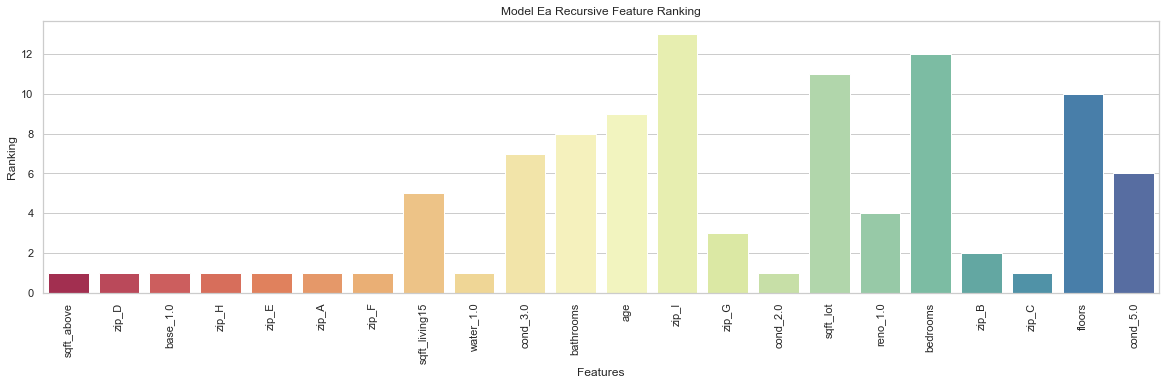 Model Ea Recursive Feature Ranking
Ranking
12
10
8
6
4
2
0
sqft_above
zip_D
base_1.0
zip_H
zip_E
zip_A
zip_F
sqft_living15
water_1.0
cond_3.0
bathrooms
age
zip_I
zip_G
cond_2.0
sqft_lot
reno_1.0
bedrooms
zip_B
zip_C
floors
cond_5.0
Features